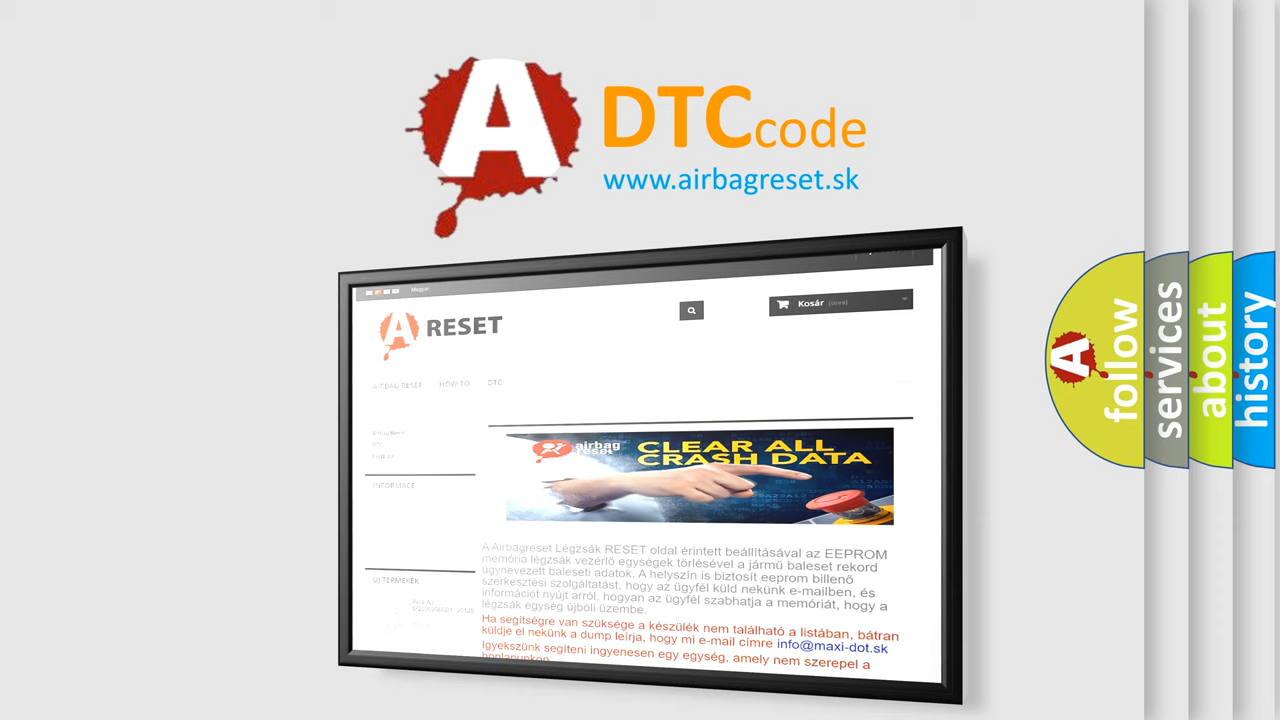 A DTCcode
www.airbagreset.sk
Magyar
A RESET
Kosár (üres)
AIRBAG RESET HOW TO DTC
Airbag Reset
DTC
INFORMACE
ÚJ TERMÉKEK
airbag
reset
CLEAR ALL
CRASH DATA
A Airbagreset Légzsák RESET oldal érintett beállításával az EEPROM
memória légzsák vezérlő egységek törlésével a jármű baleset rekord
úgynevezett baleseti adatok. A helyszín is biztosít eeprom billenő
szerkesztési szolgáltatást, hogy az ügyfél küld nekünk e-mailben, és
információt nyújt arról, hogyan az ügyfél szabhatja a memóriát, hogy a
légzsák egység újbóli üzembe.
Ha segítségre van szüksége a készülék nem található a listában, bátran
küldje el nekünk a dump leírja, hogy mi e-mail címre info@maxi-dot.sk
Igyekszünk segíteni ingyenesen egy egység, amely nem szerepel a
honlapunkon
A
follow
services
about
history